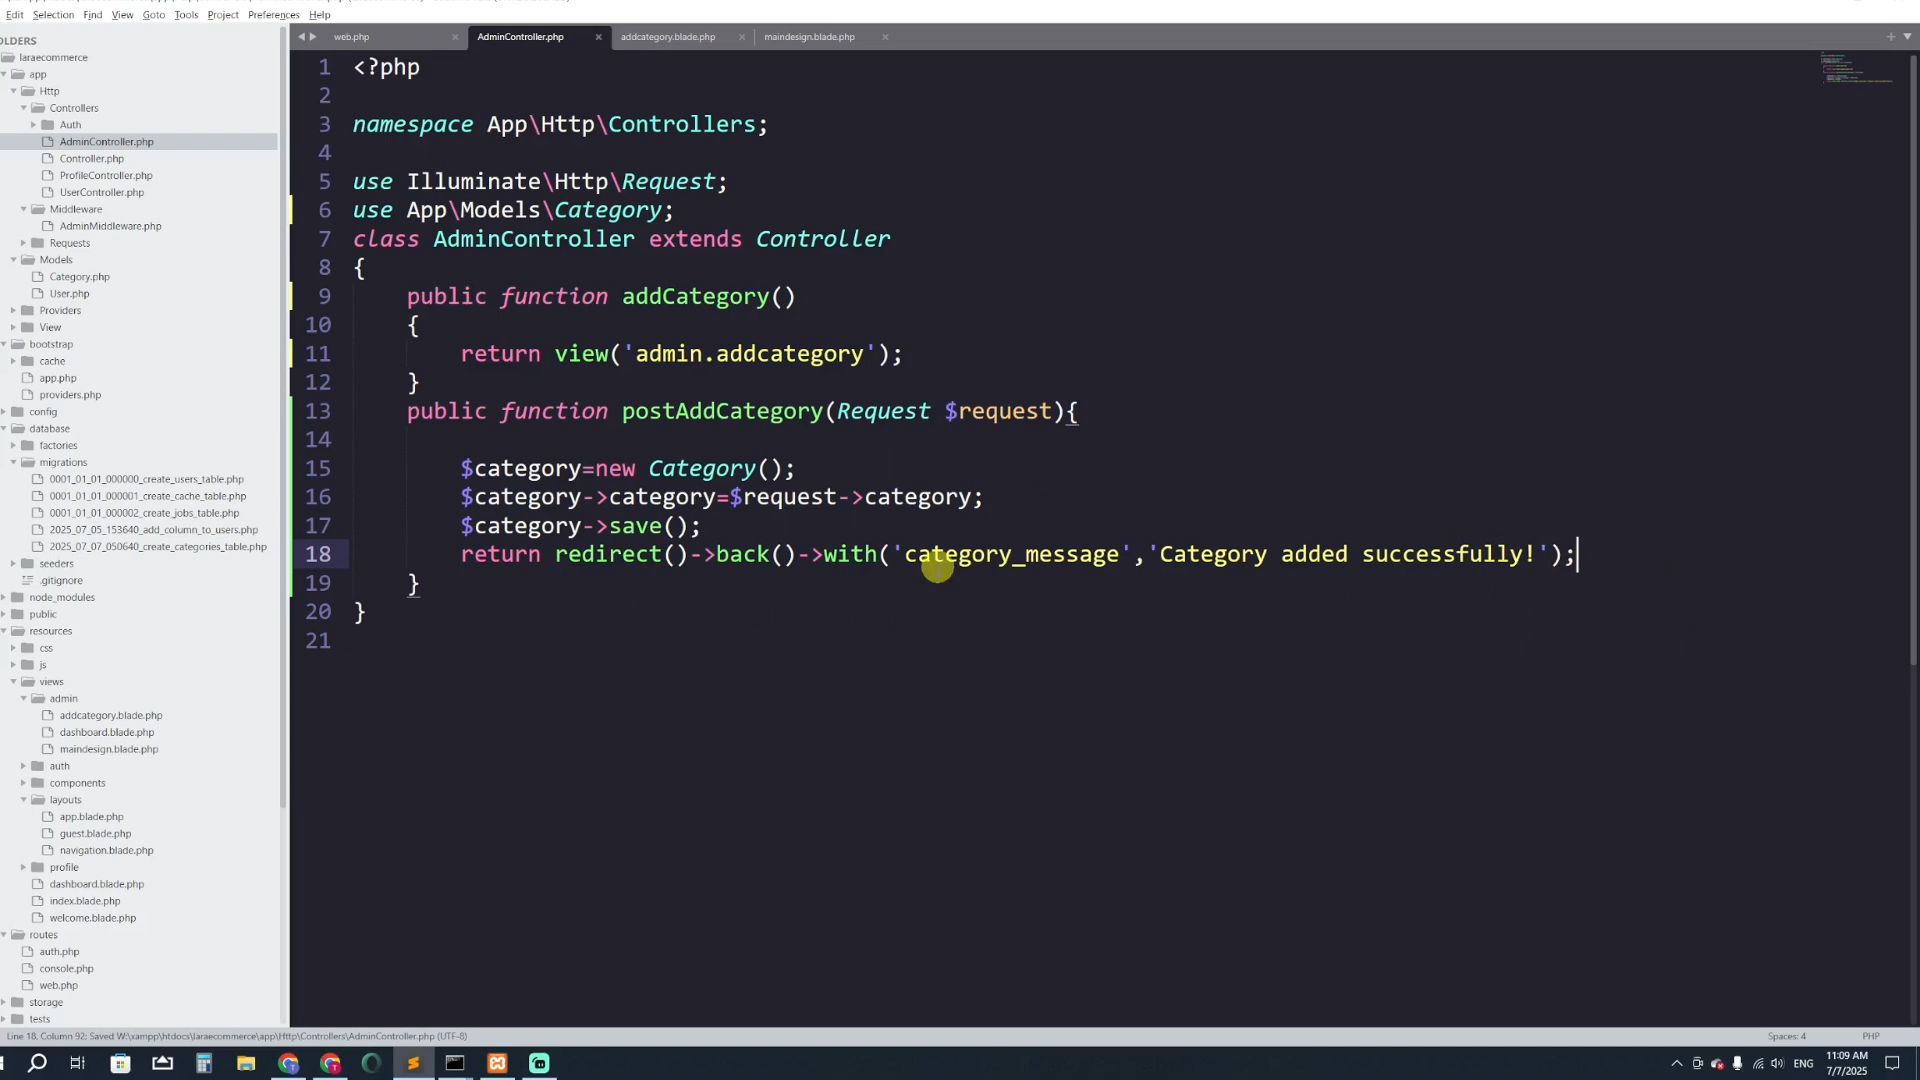 Edit Selection Find View Goto Tools Project Preferences Help
OLDERS
laraecommerce
app
Http
Controllers
Auth
AdminController.php
Controller.php
ProfileController.php
UserController.php
Middleware
AdminMiddleware.php
Requests
Models
Category.php
User.php
Providers
View
bootstrap
cache
app.php
providers.php
config
database
factories
migrations
0001_01_01_000000_create_users_table.php
0001_01_01_000001_create_cache_table.php
0001_01_01_000002_create_jobs_table.php
2025_07_05_153640_add_column_to_users.php
2025_07_07_050640_create_categories_table.php
seeders
.gitignore
node_modules
public
resources
css
js
views
admin
addcategory.blade.php
dashboard.blade.php
maindesign.blade.php
auth
components
layouts
app.blade.php
guest.blade.php
navigation.blade.php
profile
dashboard.blade.php
index.blade.php
welcome.blade.php
routes
auth.php
console.php
web.php
storage
tests
web.php AdminController.php addcategory.blade.php maindesign.blade.php
1 <?php
2
3 namespace App\Http\Controllers;
4
5 use Illuminate\Http\Request;
6 use App\Models\Category;
7 class AdminController extends Controller
8 {
9 public function addCategory()
10 {
11 return view('admin.addcategory');
12 }
13 public function postAddCategory(Request $request){
14
15 $category=new Category();
16 $category->category=$request->category;
17 $category->save();
18 return redirect()->back()->with('category_message','Category added successfully!');
19 }
20 }
21
Line 18, Column 92; Saved W:\xampp\htdocs\laraecommerce\app\Http\Controllers\AdminController.php (UTF-8) Spaces: 4 PHP
ENG 11:09 AM
7/7/2025